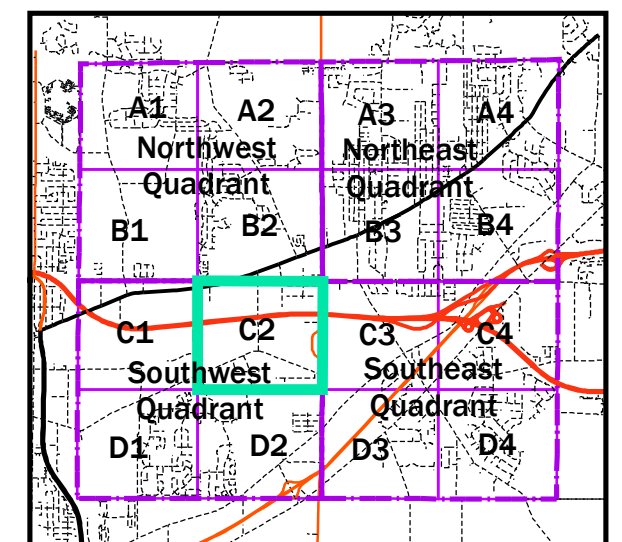 A1 A2 A3 A4
Northwest Northeast
Quadrant Quadrant
B1 B2 B3 B4
C1 C2 C3 C4
Southwest Southeast
Quadrant Quadrant
D1 D2 D3 D4